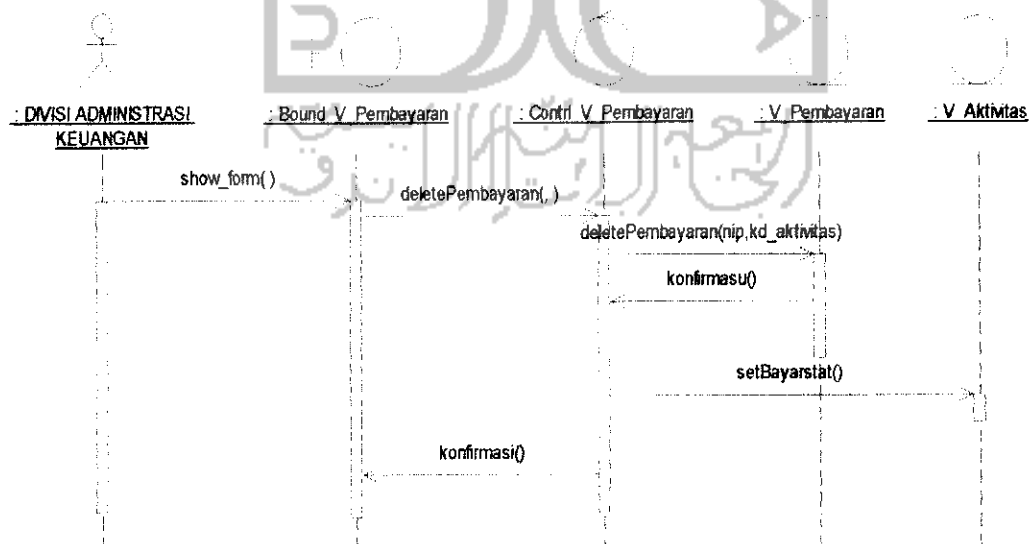 : DIVISI ADMINISTRASI
KEUANGAN
: Bound_V_Pembayaran
: Contrl_V_Pembayaran
: V_Pembayaran
: V_Aktivitas
show_form( )
deletePembayaran(, )
deletePembayaran(nip,kd_aktivitas)
konfirmasu()
setBayarstat()
konfirmasi()